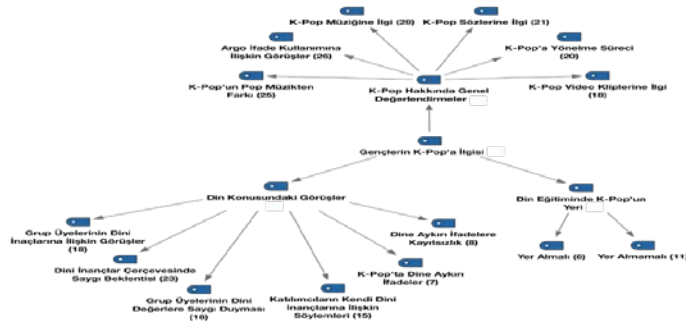 K-Pop Müziğine İlgi (29)
K-Pop Sözlerine İlgi (21)
Argo İfade Kullanımına
İlişkin Görüşler (26)
K-Pop'a Yönelme Süreci
(20)
K-Pop'un Pop Müzikten
Farkı (25)
K-Pop Hakkında Genel
Değerlendirmeler
K-Pop Video Kliplerine İlgi
(18)
Gençlerin K-Pop'a İlgisi
Din Konusundaki Görüşler
Din Eğitiminde K-Pop'un
Yeri
Grup Üyelerinin Dini
İnançlarına İlişkin Görüşler
(18)
Dine Aykırı İfadelere
Kayıtsızlık (8)
Yer Almalı (6)
Yer Almamalı (11)
Dini İnançlar Çerçevesinde
Saygı Beklentisi (23)
K-Pop'ta Dine Aykırı
İfadeler (7)
Grup Üyelerinin Dini
Değerlere Saygı Duyması
(16)
Katılımcıların Kendi Dini
İnançlarına İlişkin
Söylemleri (15)